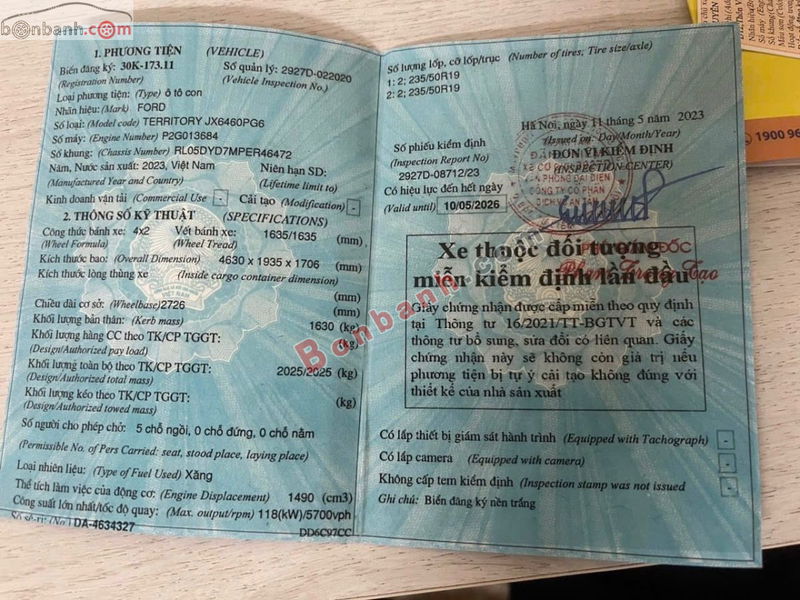 bonbanh.com
1. PHƯƠNG TIỆN (VEHICLE)
Biển đăng ký: 30K-173.11 Số quản lý: 2927D-022020
(Registration Number) (Vehicle Inspection No.)
Loại phương tiện: (Type) ô tô con
Nhãn hiệu: (Mark) FORD
Số loại: (Model code) TERRITORY JX6460PG6
Số máy: (Engine Number) P2G013684
Số khung: (Chassis Number) RL05DYD7MPER46472
Năm, Nước sản xuất: 2023, Việt Nam Niên hạn SD:
(Manufactured Year and Country) (Lifetime limit to)
Kinh doanh vận tải (Commercial Use) - Cải tạo (Modification) -
2. THÔNG SỐ KỸ THUẬT (SPECIFICATIONS)
Công thức bánh xe: 4x2 Vết bánh xe: 1635/1635 (mm)
(Wheel Formula) (Wheel Tread)
Kích thước bao: (Overall Dimension) 4630 x 1935 x 1706 (mm)
Kích thước lòng thùng xe (Inside cargo container dimension)
(mm)
Chiều dài cơ sở: (Wheelbase) 2726 (mm)
Khối lượng bản thân: (Kerb mass) 1630 (kg)
Khối lượng hàng CC theo TK/CP TGGT: (kg)
(Design/Authorized pay load)
Khối lượng toàn bộ theo TK/CP TGGT: 2025/2025 (kg)
(Design/Authorized total mass)
Khối lượng kéo theo TK/CP TGGT: (kg)
(Design/Authorized towed mass)
Số người cho phép chở: 5 chỗ ngồi, 0 chỗ đứng, 0 chỗ nằm
(Permissible No. of Pers Carried: seat, stood place, laying place)
Loại nhiên liệu: (Type of Fuel Used) Xăng
Thể tích làm việc của động cơ: (Engine Displacement) 1490 (cm3)
Công suất lớn nhất/tốc độ quay: (Max. output/rpm) 118(kW)/5700vph
Số sê-ri: (No.) DA-4634327 DD6C97CC
Số lượng lốp, cỡ lốp/trục (Number of tires; Tire size/axle)
1: 2; 235/50R19
2: 2; 235/50R19
Hà Nội, ngày 11 tháng 5 năm 2023
(Issued on: Day/Month/Year)
Số phiếu kiểm định ĐƠN VỊ KIỂM ĐỊNH
(Inspection Report No) (INSPECTION CENTER)
2927D-08712/23
Có hiệu lực đến hết ngày
(Valid until) 10/05/2026
Xe thuộc đối tượng
miễn kiểm định lần đầu
Giấy chứng nhận được cấp miễn theo quy định
tại Thông tư 16/2021/TT-BGTVT và các
thông tư bổ sung, sửa đổi có liên quan. Giấy
chứng nhận này sẽ không còn giá trị nếu
phương tiện bị tự ý cải tạo không đúng với
thiết kế của nhà sản xuất
Có lắp thiết bị giám sát hành trình (Equipped with Tachograph) -
Có lắp camera (Equipped with camera) -
Không cấp tem kiểm định (Inspection stamp was not issued) -
Ghi chú: Biển đăng ký nền trắng
Bonbanh.com
1900 96